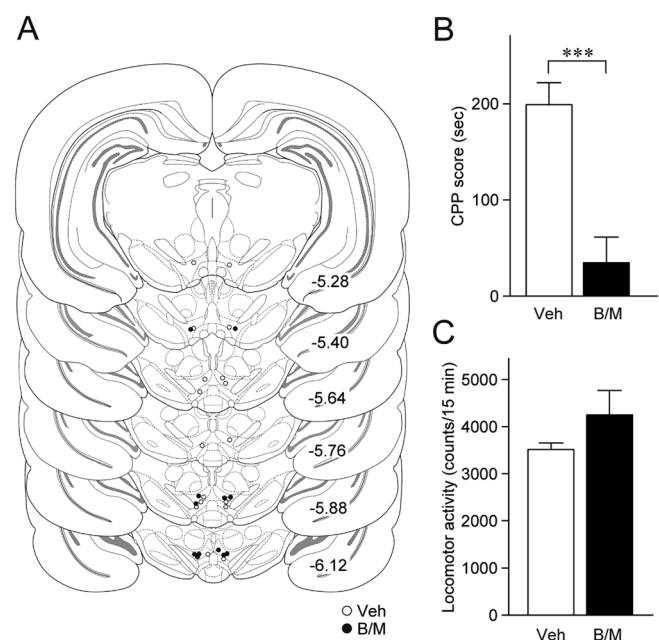 A
-5.28
-5.40
-5.64
-5.76
-5.88
-6.12
Veh
B/M
B
***
CPP score (sec)
200
100
0
Veh
B/M
C
Locomotor activity (counts/15 min)
5000
4000
3000
2000
1000
0
Veh
B/M